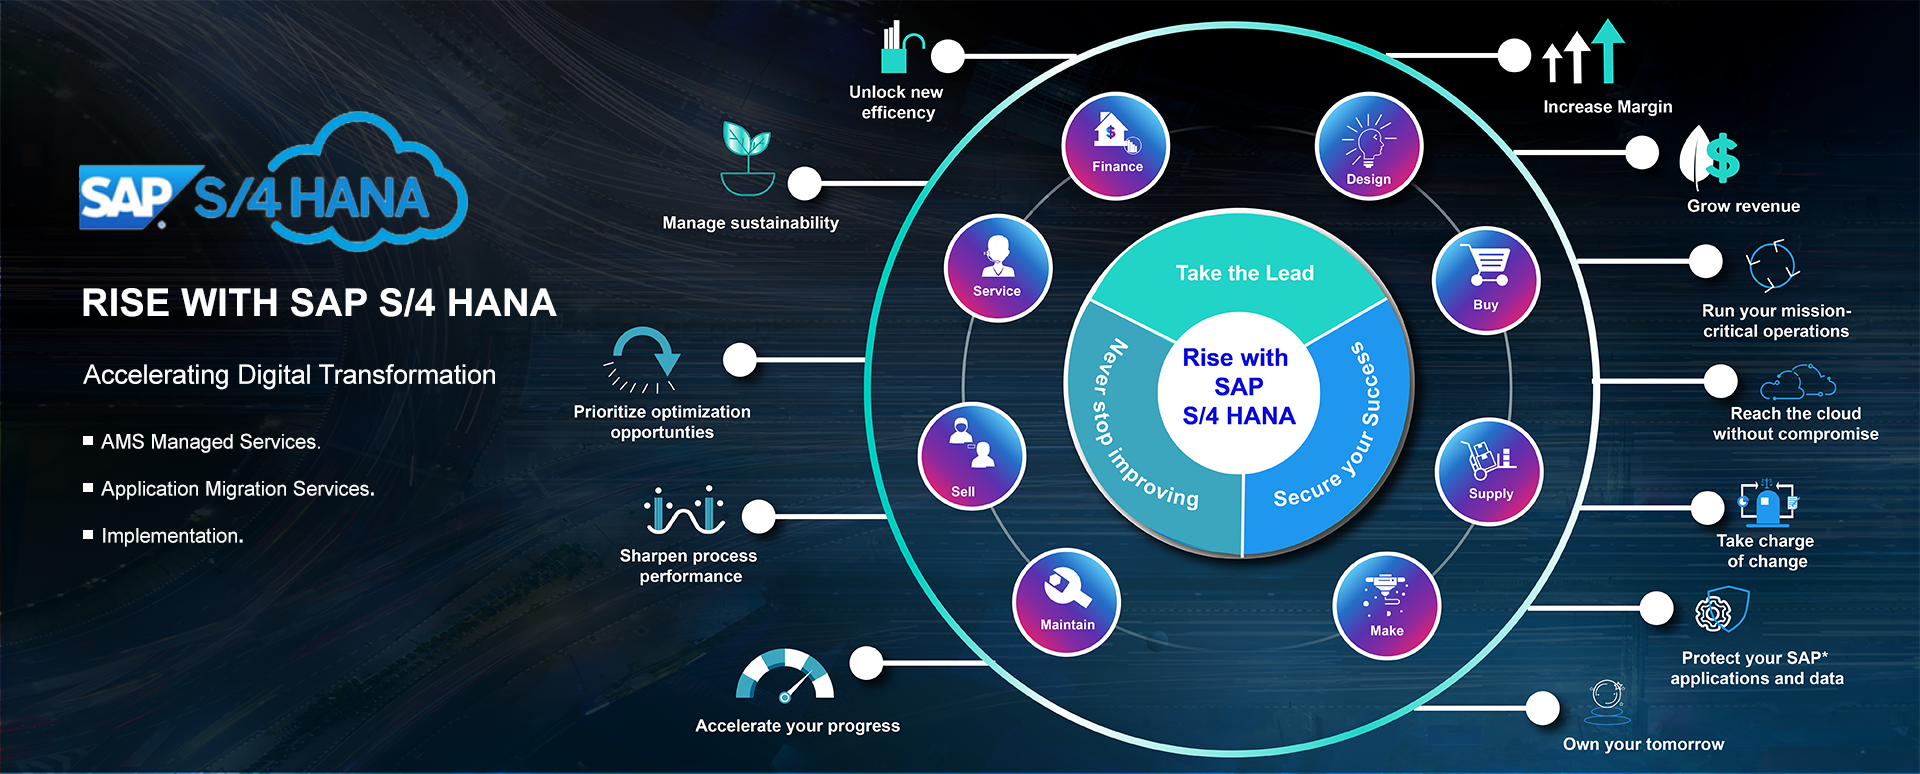 SAP S/4HANA
RISE WITH SAP S/4 HANA
Accelerating Digital Transformation
AMS Managed Services.
Application Migration Services.
Implementation.
Unlock new
efficency
Manage sustainability
Prioritize optimization
opportunties
Sharpen process
performance
Accelerate your progress
Finance
Design
Service
Buy
Sell
Supply
Maintain
Make
Take the Lead
Never stop improving
Secure your Success
Rise with
SAP
S/4 HANA
Increase Margin
Grow revenue
Run your mission-
critical operations
Reach the cloud
without compromise
Take charge
of change
Protect your SAP*
applications and data
Own your tomorrow